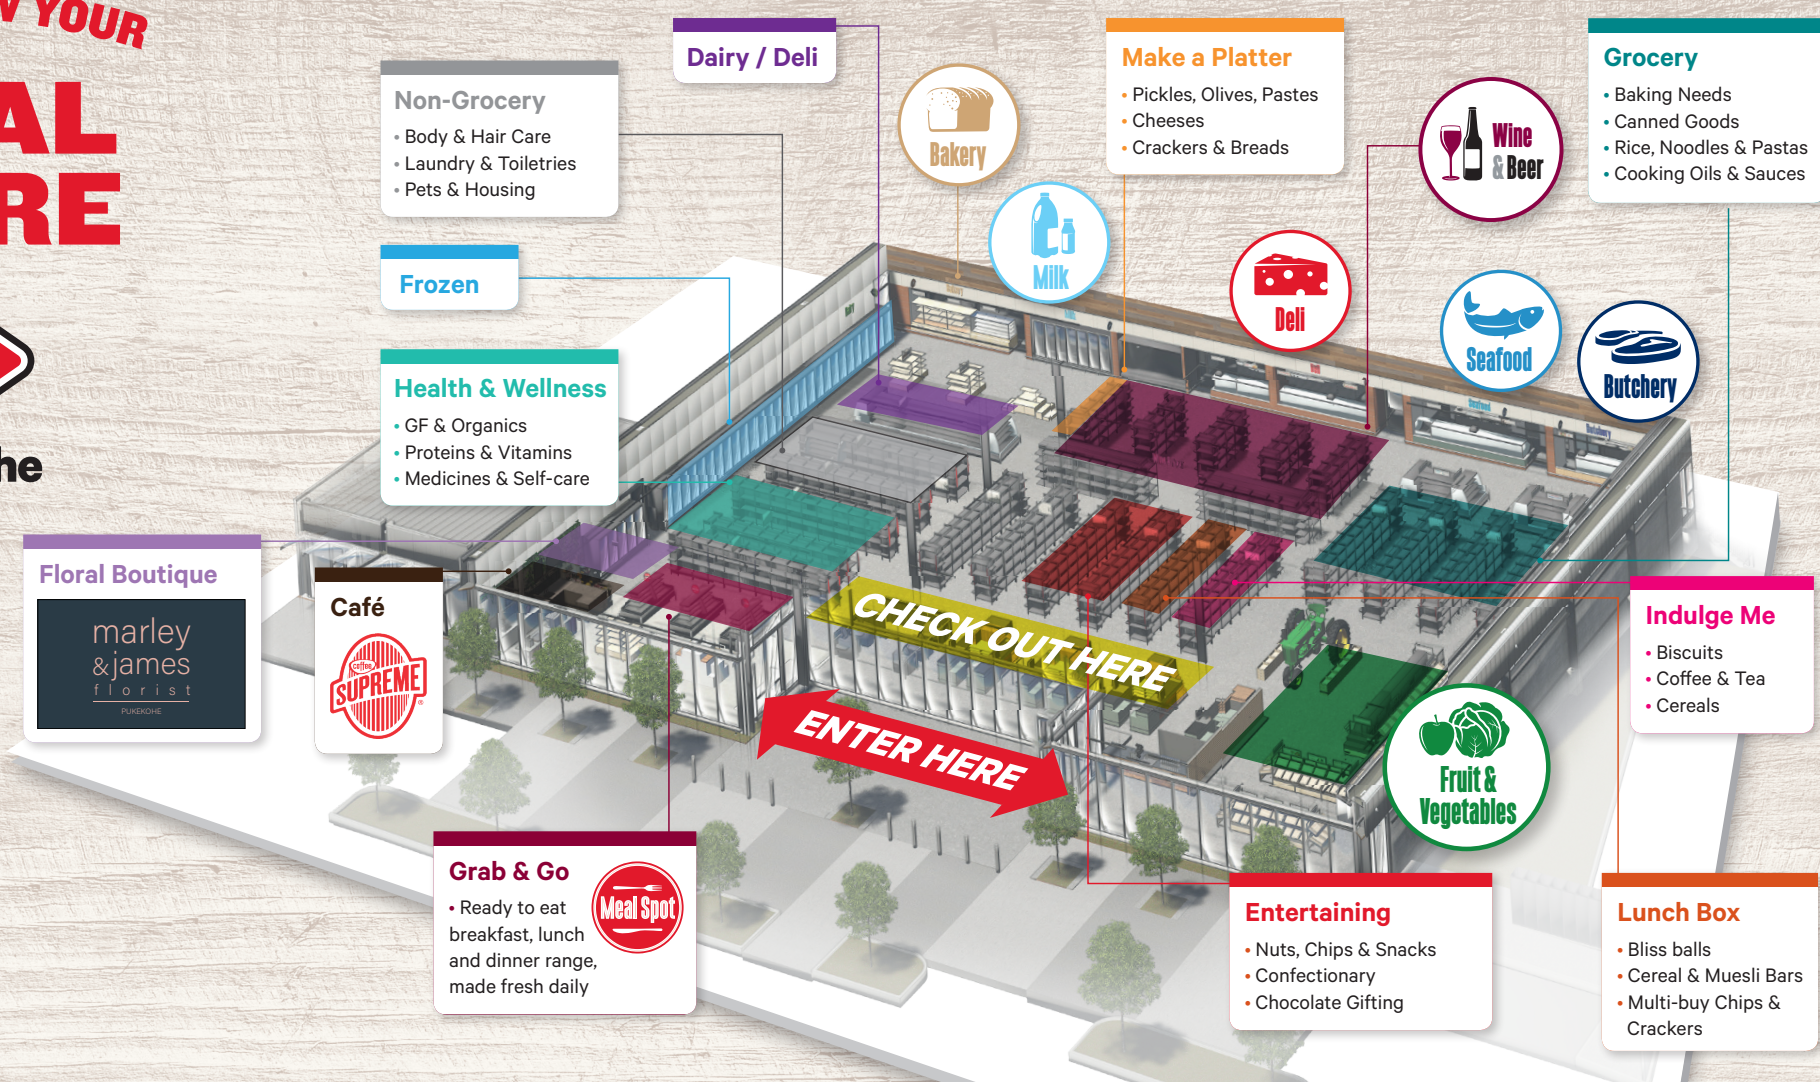 YOUR
Dairy / Deli
Non-Grocery
• Body & Hair Care
• Laundry & Toiletries
• Pets & Housing
Bakery
Milk
Make a Platter
• Pickles, Olives, Pastes
• Cheeses
• Crackers & Breads
Wine
& Beer
Grocery
• Baking Needs
• Canned Goods
• Rice, Noodles & Pastas
• Cooking Oils & Sauces
Deli
Seafood
Butchery
Frozen
Health & Wellness
• GF & Organics
• Proteins & Vitamins
• Medicines & Self-care
Floral Boutique
marley
& james
florist
PUKEKOHE
Café
coffee
SUPREME
CHECK OUT HERE
ENTER HERE
Indulge Me
• Biscuits
• Coffee & Tea
• Cereals
Fruit &
Vegetables
Grab & Go
• Ready to eat
breakfast, lunch
and dinner range,
made fresh daily
Meal Spot
Entertaining
• Nuts, Chips & Snacks
• Confectionary
• Chocolate Gifting
Lunch Box
• Bliss balls
• Cereal & Muesli Bars
• Multi-buy Chips &
Crackers